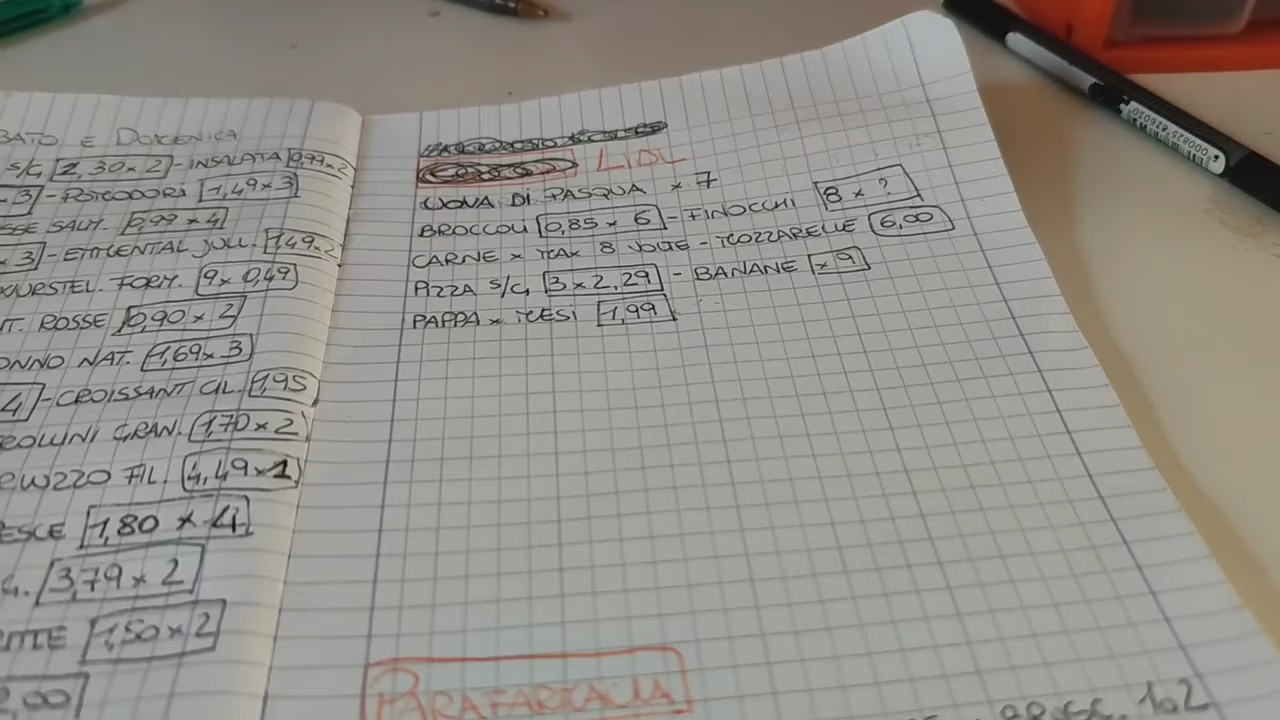 BATO E DOMENICA
S/G, 2,30 x 2 - INSALATA 0,99 x 2
3 - POMODORI 1,49 x 3
SSE SALT. 0,99 x 4
x 3 - EMMENTAL JULL. 1,49 x 2
WURSTEL. FORM. 9 x 0,49
T. ROSSE 0,90 x 2
ONNO NAT. 1,69 x 3
4 - CROISSANT CIL. 1,95
ROLLINI GRAN. 1,70 x 2
RLUZZO FIL. 4,49 x 1
ESCE 1,80 x 4
G. 3,79 x 2
1,50 x 2
2,00
LIDL
UOVA DI PASQUA x 7
BROCCOLI 0,85 x 6 - FINOCCHI 8 x ?
CARNE x MAX 8 VOLTE - MOZZARELLE 6,00
PIZZA S/G, 3 x 2,29 - BANANE x 9
PAPPA x MESI 1,99
PARAFARMACIA